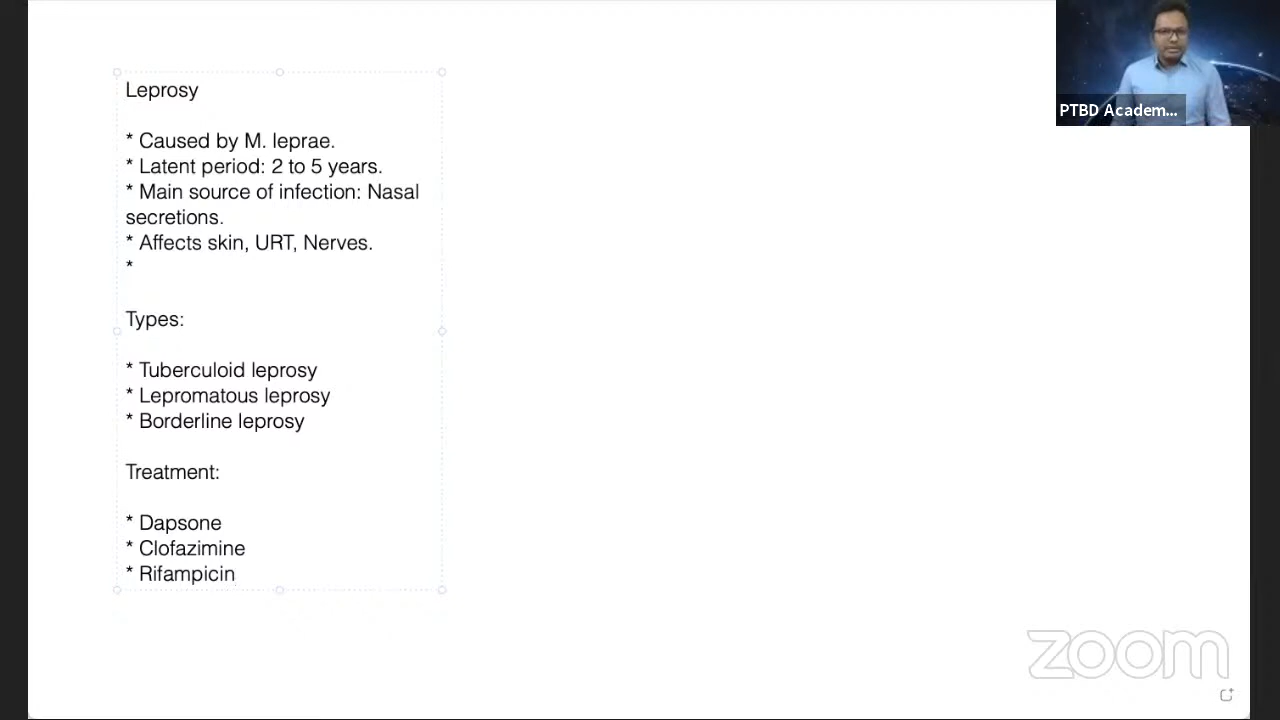 Leprosy
* Caused by M. leprae.
* Latent period: 2 to 5 years.
* Main source of infection: Nasal
secretions.
* Affects skin, URT, Nerves.
*
Types:
* Tuberculoid leprosy
* Lepromatous leprosy
* Borderline leprosy
Treatment:
* Dapsone
* Clofazimine
* Rifampicin
PTBD Academ...
zoom